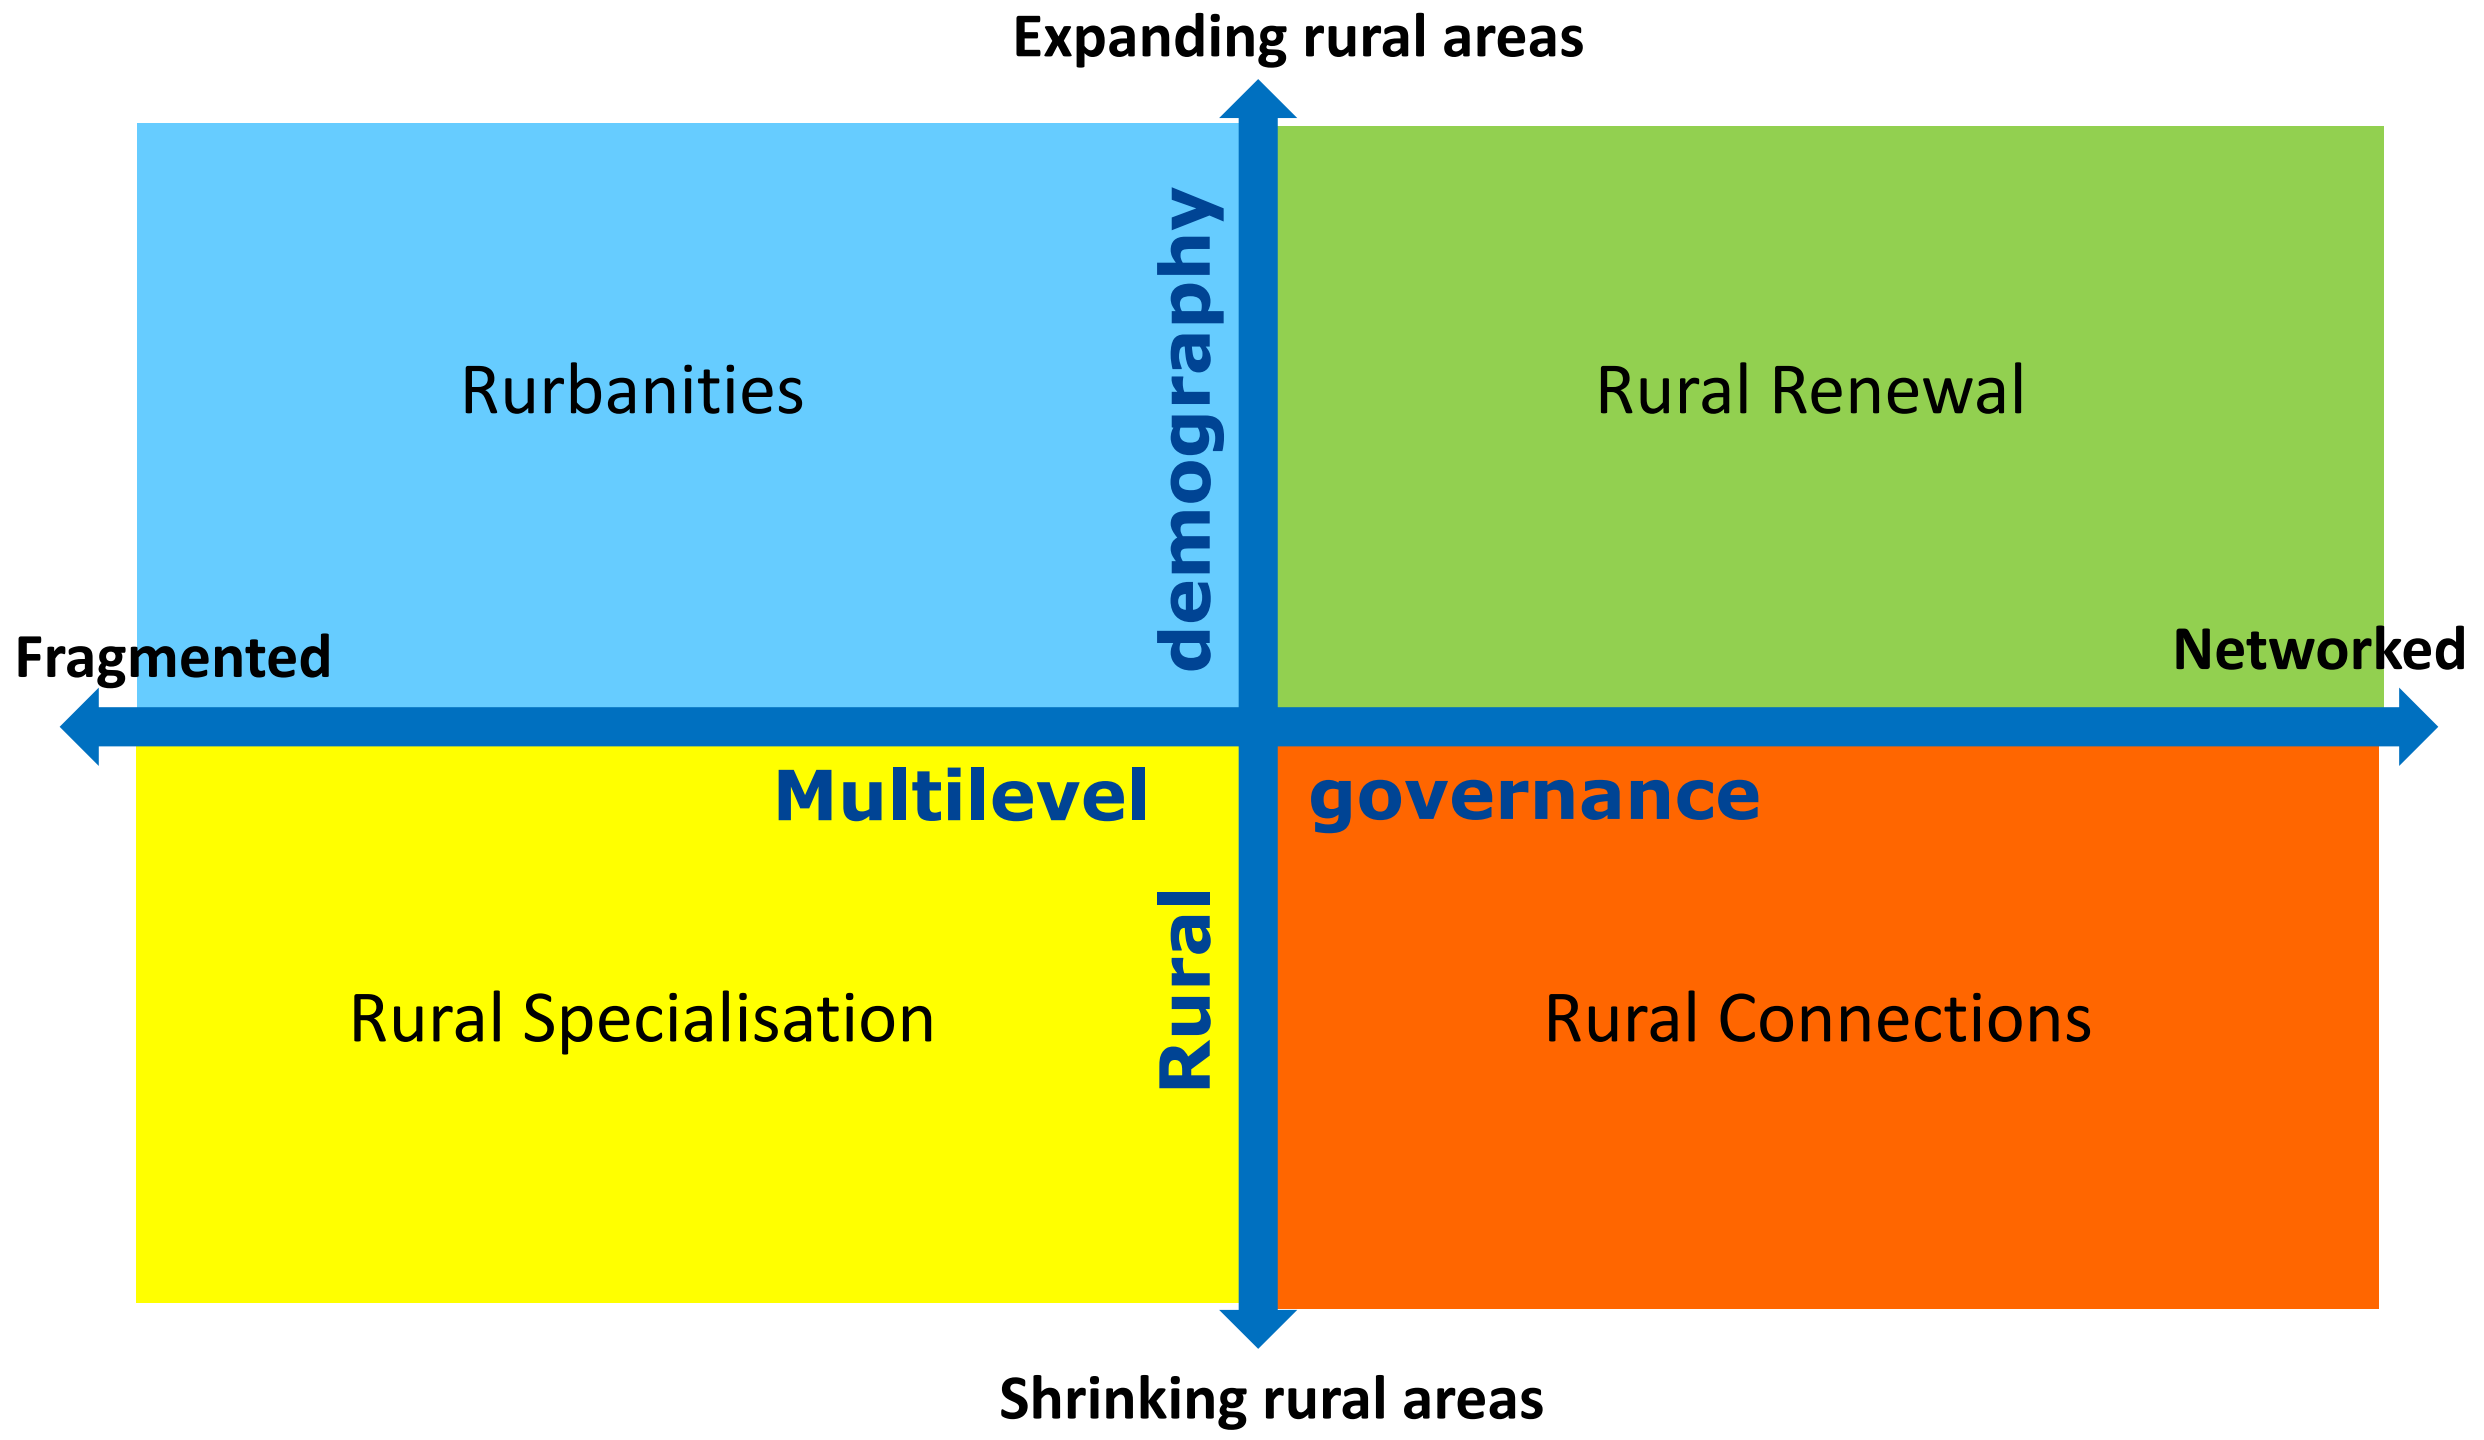 Expanding rural areas
Rurbanities
Rural Renewal
Rural demography
Fragmented
Networked
Multilevel governance
Rural Specialisation
Rural Connections
Shrinking rural areas